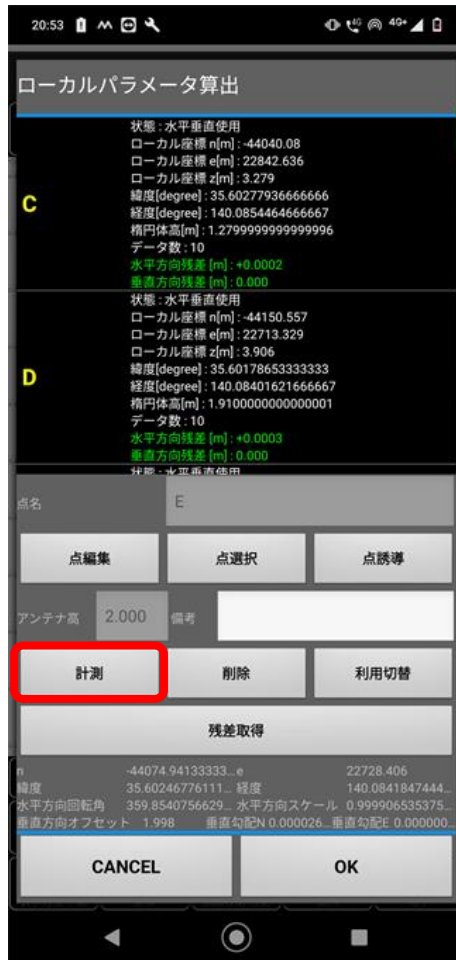 20:53
4G+
ローカルパラメータ算出
C
状態 : 水平垂直使用
ローカル座標 n[m] : -44040.08
ローカル座標 e[m] : 22842.636
ローカル座標 z[m] : 3.279
緯度[degree] : 35.60277936666666
経度[degree] : 140.0854464666667
楕円体高[m] : 1.2799999999999996
データ数 : 10
水平方向残差 [m] : +0.0002
垂直方向残差 [m] : 0.000
D
状態 : 水平垂直使用
ローカル座標 n[m] : -44150.557
ローカル座標 e[m] : 22713.329
ローカル座標 z[m] : 3.906
緯度[degree] : 35.60178653333333
経度[degree] : 140.08401621666667
楕円体高[m] : 1.9100000000000001
データ数 : 10
水平方向残差 [m] : +0.0003
垂直方向残差 [m] : 0.000
状態 : 水平垂直使用
点名 E
点編集 点選択 点誘導
アンテナ高 2.000 備考
計測 削除 利用切替
残差取得
n -44074.94133333... e 22728.406
緯度 35.60246776111... 経度 140.0841847444...
水平方向回転角 359.8540756629... 水平方向スケール 0.999906535375...
垂直方向オフセット 1.998 垂直勾配N 0.000026... 垂直勾配E 0.000000...
CANCEL OK